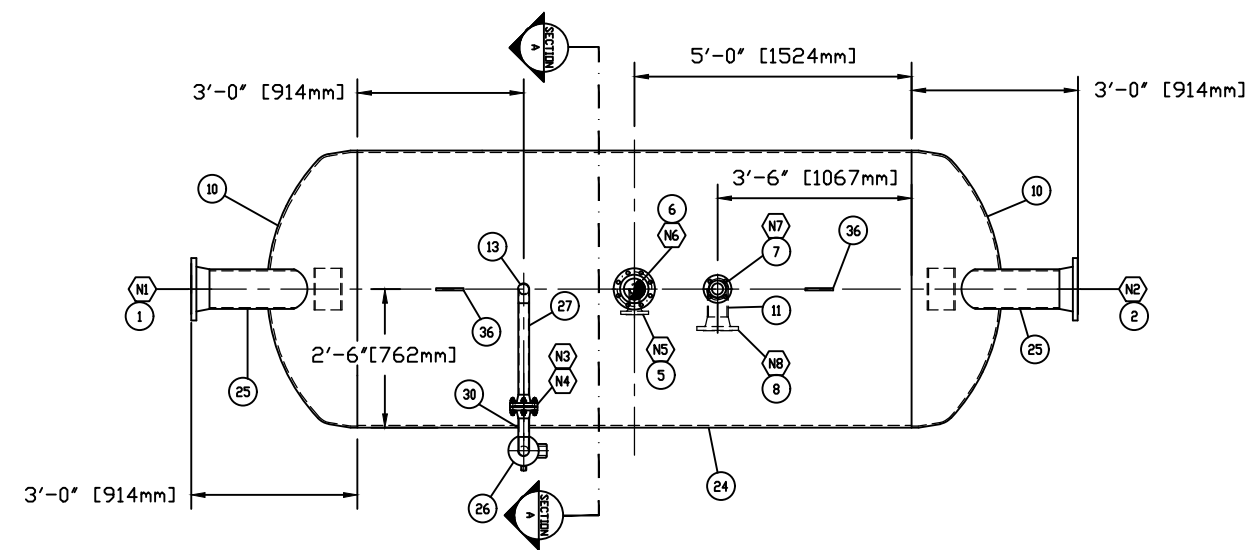 SECTION
A
5'-0" [1524mm]
3'-0" [914mm]
3'-0" [914mm]
3'-6" [1067mm]
10
10
6
N6
N7
7
36
13
N1
1
27
11
N2
2
36
2'-6"[762mm]
N3
N4
N5
5
N8
8
25
25
30
24
3'-0" [914mm]
26
SECTION
A